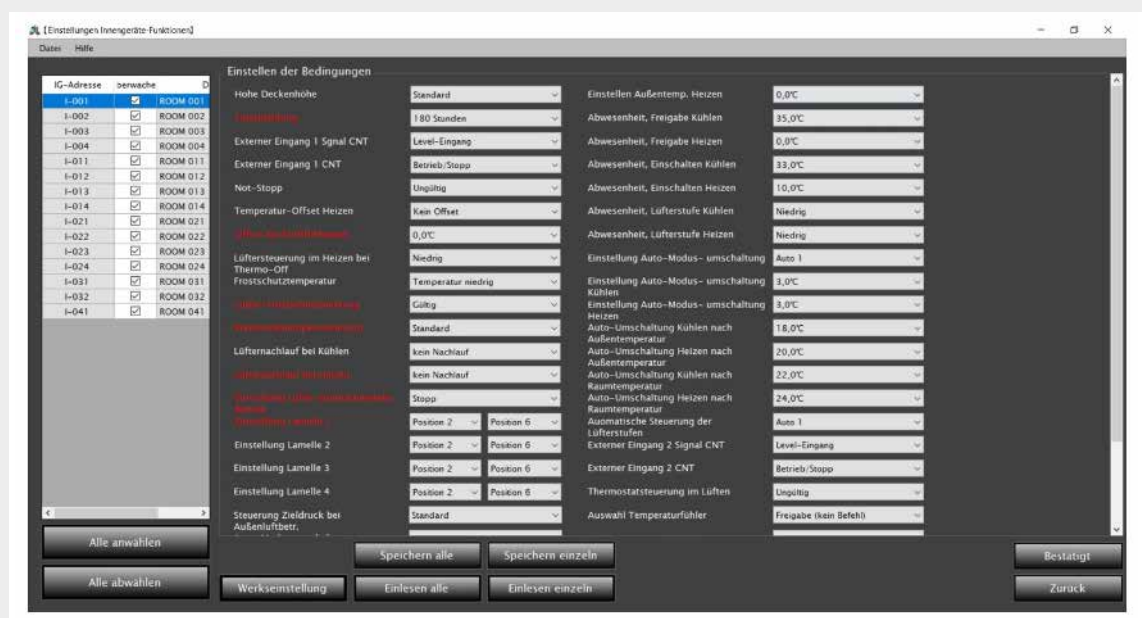 [Einstellungen Innengeräte-Funktionen]
Datei Hilfe
IG-Adresse berwache D
I-001 ROOM 001
I-002 ROOM 002
I-003 ROOM 003
I-004 ROOM 004
I-011 ROOM 011
I-012 ROOM 012
I-013 ROOM 013
I-014 ROOM 014
I-021 ROOM 021
I-022 ROOM 022
I-023 ROOM 023
I-024 ROOM 024
I-031 ROOM 031
I-032 ROOM 032
I-041 ROOM 041
Alle anwählen
Alle abwählen
Einstellen der Bedingungen
Hohe Deckenhöhe Standard
180 Stunden
Externer Eingang 1 Sgnal CNT Level-Eingang
Externer Eingang 1 CNT Betrieb/Stopp
Not-Stopp Ungültig
Temperatur-Offset Heizen Kein Offset
0,0℃
Lüftersteuerung im Heizen bei Niedrig
Thermo-Off
Frostschutztemperatur Temperatur niedrig
Gültig
Standard
Lüfternachlauf bei Kühlen kein Nachlauf
kein Nachlauf
Stopp
Position 2 Position 6
Einstellung Lamelle 2 Position 2 Position 6
Einstellung Lamelle 3 Position 2 Position 6
Einstellung Lamelle 4 Position 2 Position 6
Steuerung Zieldruck bei Standard
Außenluftbetr.
Einstellen Außentemp. Heizen 0,0℃
Abwesenheit, Freigabe Kühlen 35,0℃
Abwesenheit, Freigabe Heizen 0,0℃
Abwesenheit, Einschalten Kühlen 33,0℃
Abwesenheit, Einschalten Heizen 10,0℃
Abwesenheit, Lüfterstufe Kühlen Niedrig
Abwesenheit, Lüfterstufe Heizen Niedrig
Einstellung Auto-Modus- umschaltung Auto 1
Einstellung Auto-Modus- umschaltung 3,0℃
Kühlen
Einstellung Auto-Modus- umschaltung 3,0℃
Heizen
Auto-Umschaltung Kühlen nach 18,0℃
Außentemperatur
Auto-Umschaltung Heizen nach 20,0℃
Außentemperatur
Auto-Umschaltung Kühlen nach 22,0℃
Raumtemperatur
Auto-Umschaltung Heizen nach 24,0℃
Raumtemperatur
Auomatische Steuerung der Auto 1
Lüfterstufen
Externer Eingang 2 Signal CNT Level-Eingang
Externer Eingang 2 CNT Betrieb/Stopp
Thermostatsteuerung im Lüften Ungültig
Auswahl Temperaturfühler Freigabe (kein Befehl)
Speichern alle Speichern einzeln
Werkseinstellung Einlesen alle Einlesen einzeln
Bestätigt
Zurück